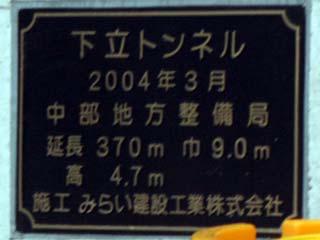 下立トンネル
2004年3月
中部地方整備局
延長 370m 巾 9.0m
高 4.7m
施工 みらい建設工業株式会社